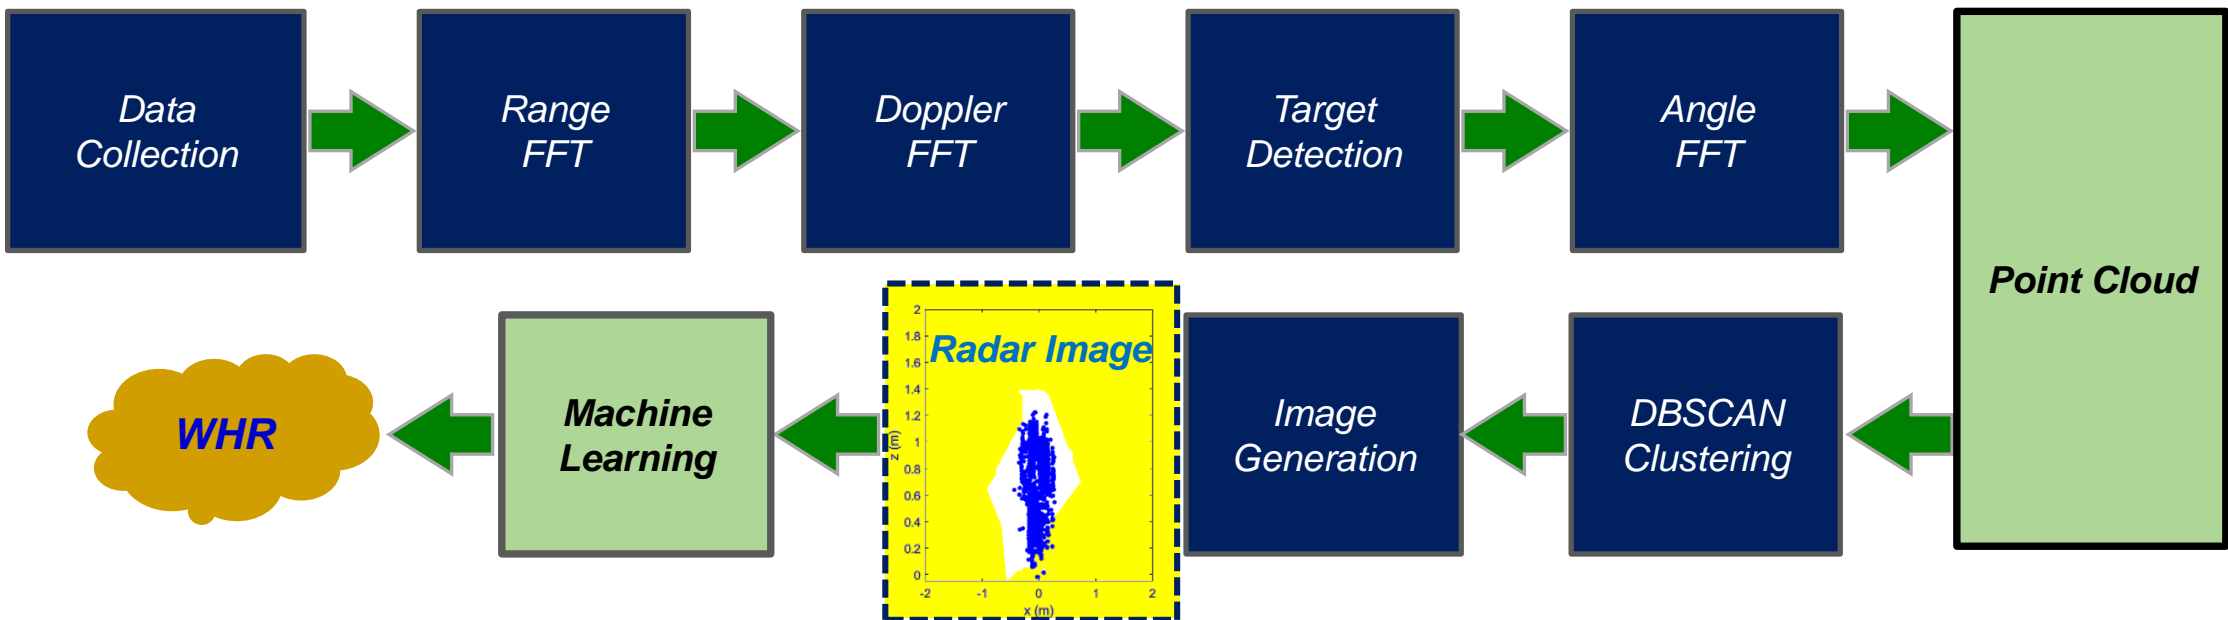 Data
Collection
Range
FFT
Doppler
FFT
Target
Detection
Angle
FFT
Point Cloud
WHR
Machine
Learning
Radar Image
2
1.8
1.6
1.4
1.2
1
0.8
0.6
0.4
0.2
0
z (m)
-2
-1
0
1
2
x (m)
Image
Generation
DBSCAN
Clustering